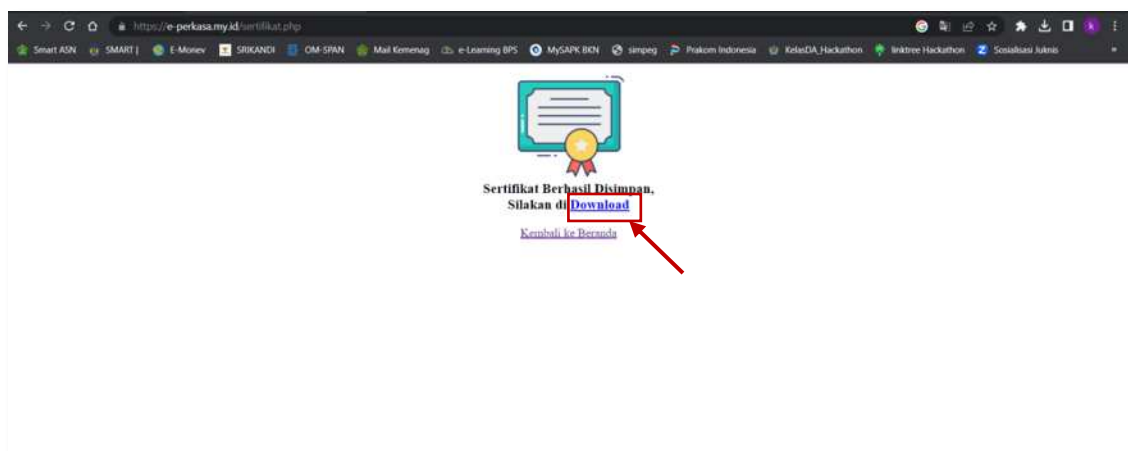 https://e-perkasa.my.id/sertifikat.php
Smart ASN SMART | E-Monev SRIKANDI OM-SPAN Mail Kemenag e-Learning BPS MySAPK BKN simpeg Prakom Indonesia KelasDA_Hackathon linktree Hackathon Sosialisasi Juknis »
Sertifikat Berhasil Disimpan,
Silakan di Download
Kembali ke Beranda